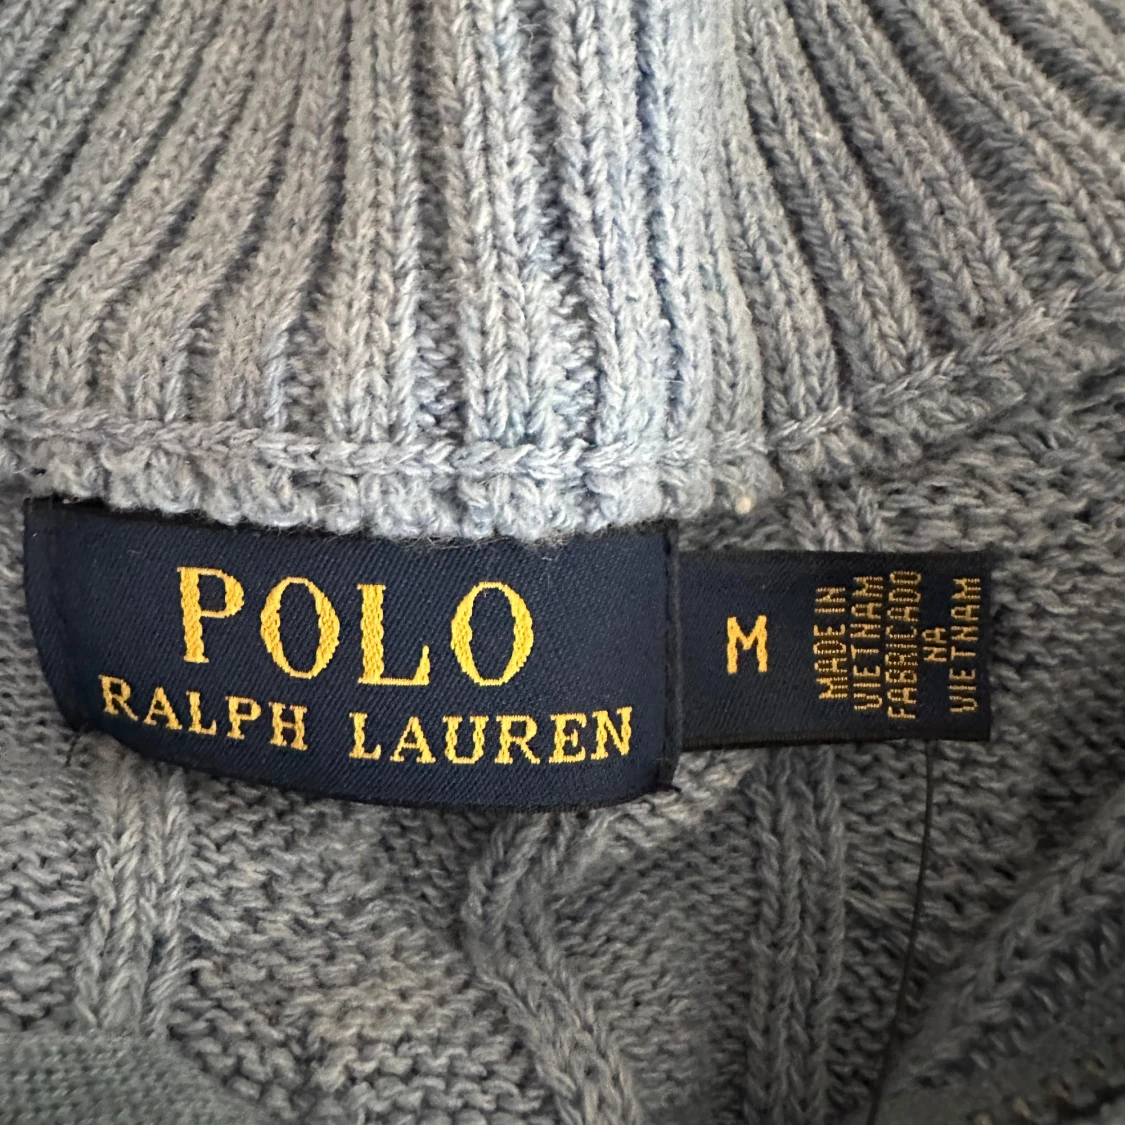 POLO
RALPH LAUREN
M
MADE IN
VIETNAM
FABRICADO
NA
VIETNAM